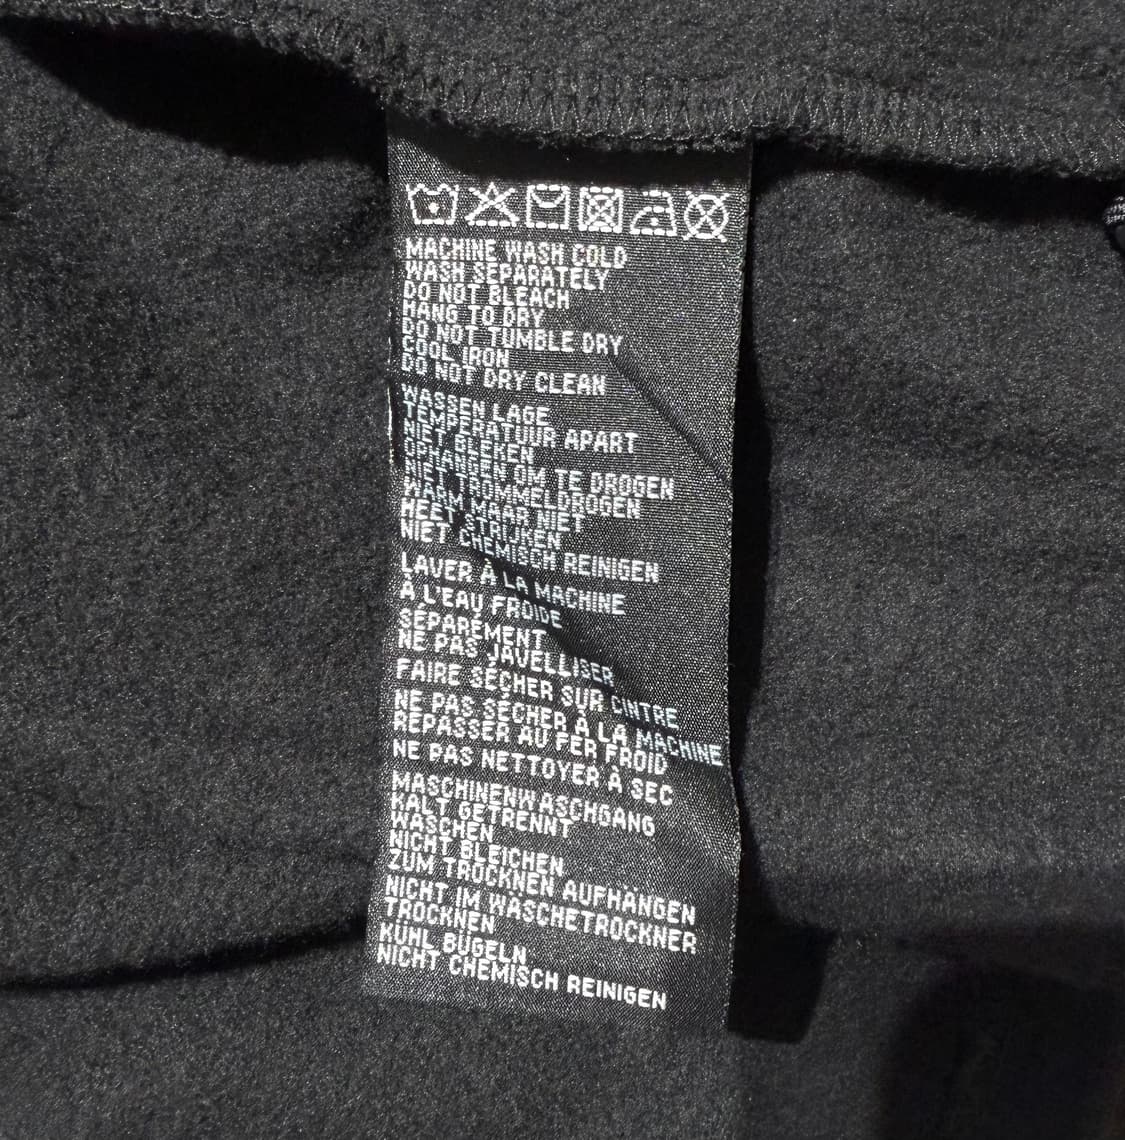 MACHINE WASH COLD
WASH SEPARATELY
DO NOT BLEACH
HANG TO DRY
DO NOT TUMBLE DRY
COOL IRON
DO NOT DRY CLEAN
WASSEN LAGE
TEMPERATUUR APART
NIET BLEKEN
OPHANGEN OM TE DROGEN
NIET TROMMELDROGEN
WARM MAAR NIET
HEET STRIJKEN
NIET CHEMISCH REINIGEN
LAVER À LA MACHINE
À L'EAU FROIDE
SÉPARÉMENT
NE PAS JAVELLISER
FAIRE SÉCHER SUR CINTRE
NE PAS SÉCHER À LA MACHINE
REPASSER AU FER FROID
NE PAS NETTOYER À SEC
MASCHINENWASCHGANG
KALT GETRENNT
WASCHEN
NICHT BLEICHEN
ZUM TROCKNEN AUFHÄNGEN
NICHT IM WÄSCHETROCKNER
TROCKNEN
KÜHL BÜGELN
NICHT CHEMISCH REINIGEN